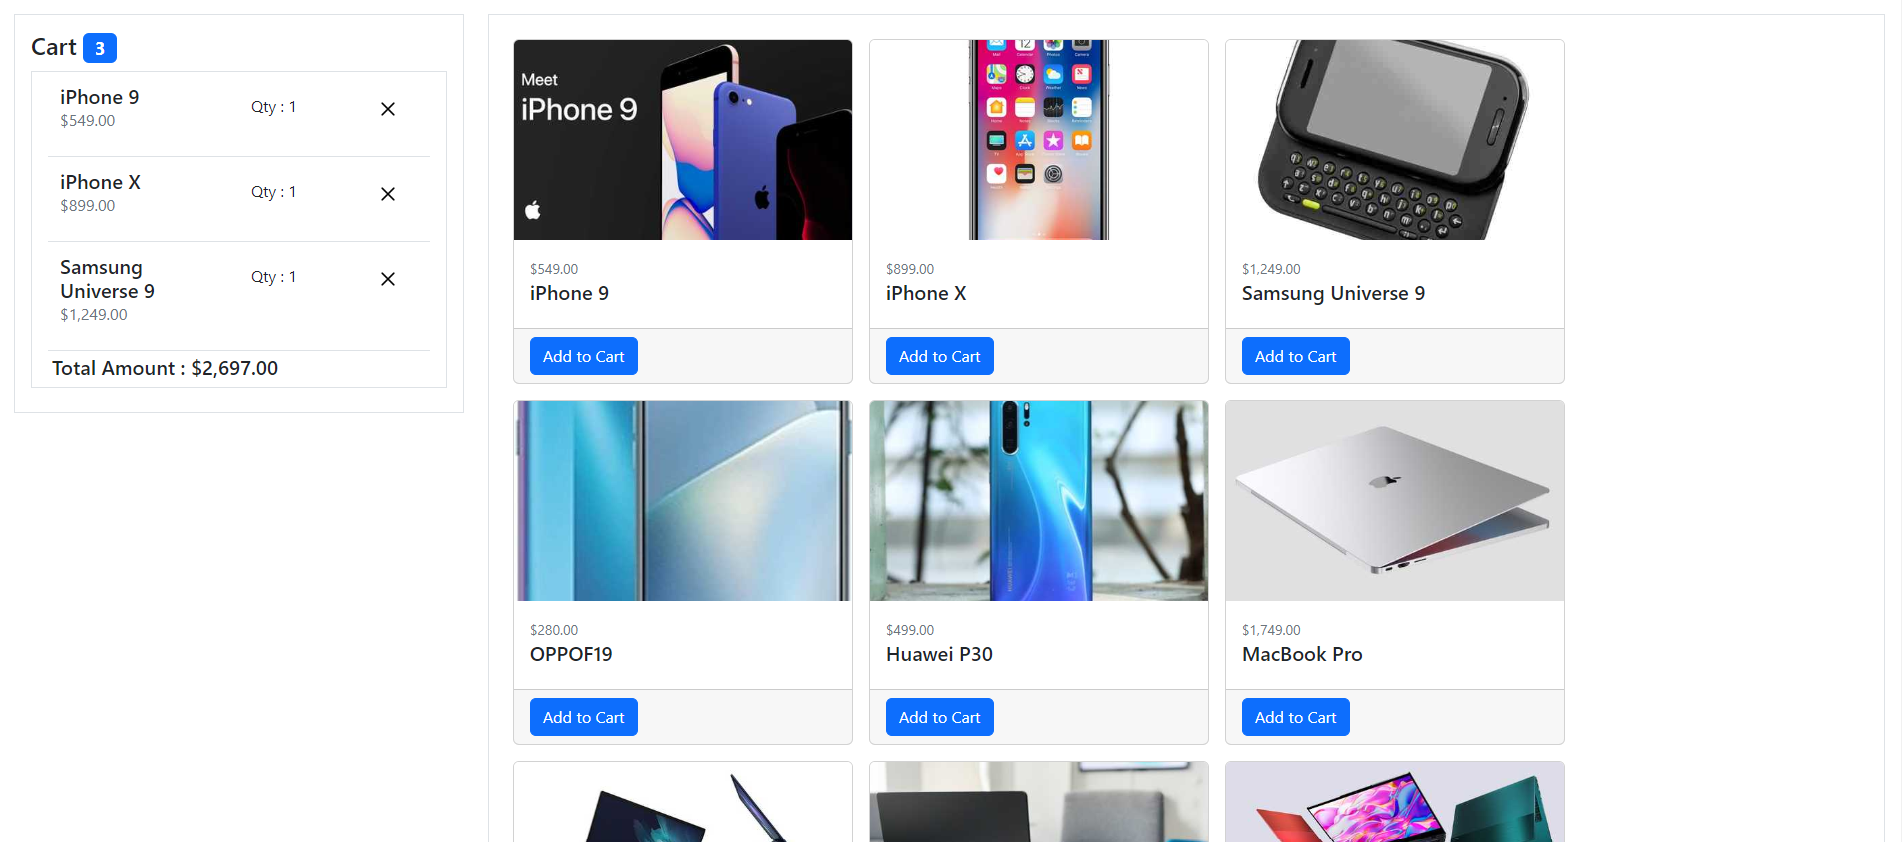 Cart 3
iPhone 9
$549.00
Qty : 1
iPhone X
$899.00
Qty : 1
Samsung
Universe 9
$1,249.00
Qty : 1
Total Amount : $2,697.00
Meet
iPhone 9
$549.00
iPhone 9
Add to Cart
$899.00
iPhone X
Add to Cart
$1,249.00
Samsung Universe 9
Add to Cart
$280.00
OPPOF19
Add to Cart
$499.00
Huawei P30
Add to Cart
$1,749.00
MacBook Pro
Add to Cart